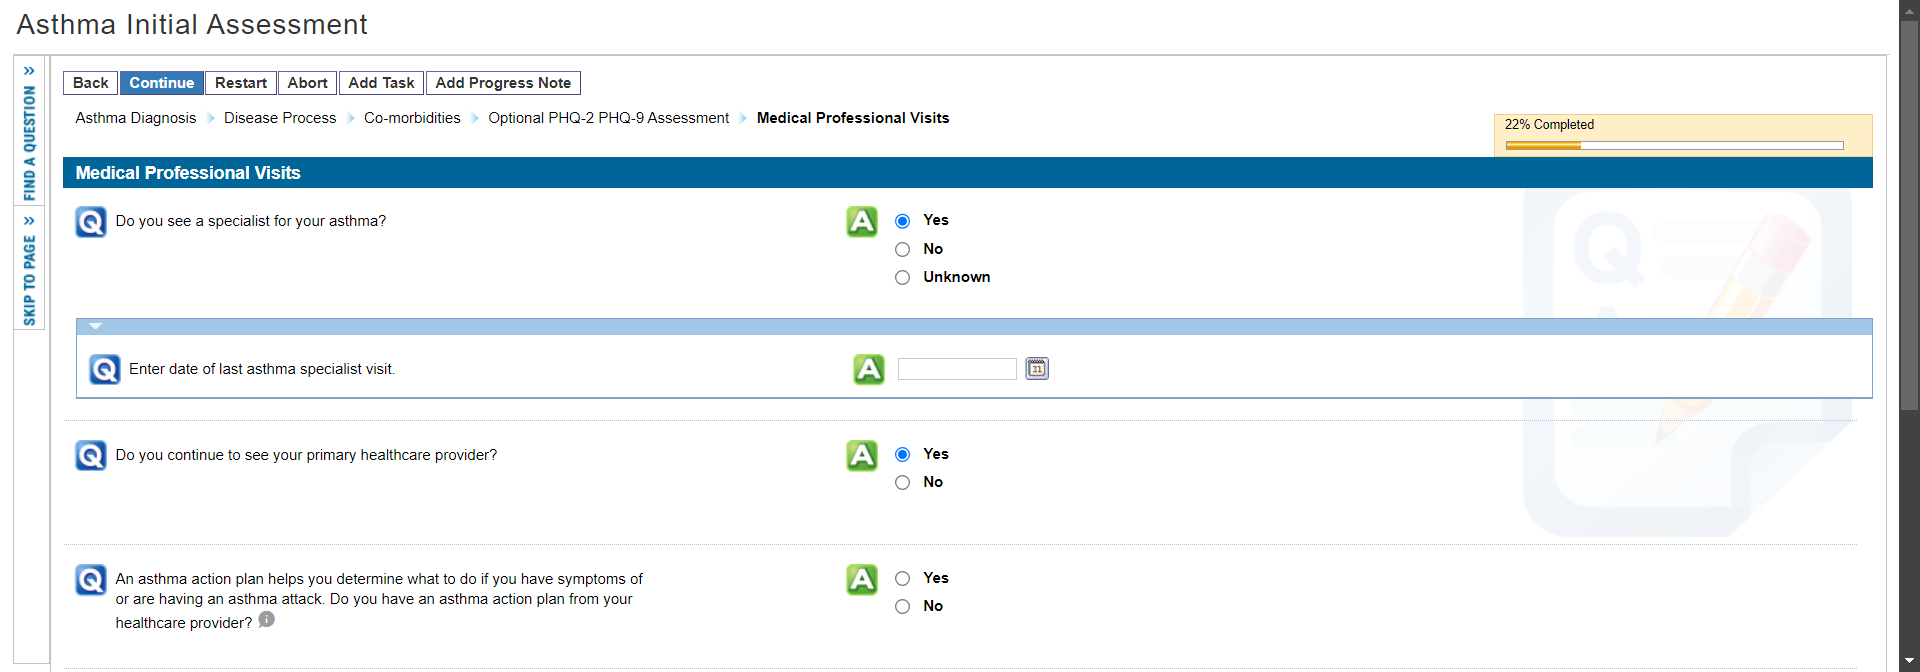 Asthma Initial Assessment
» FIND A QUESTION
» SKIP TO PAGE
Back Continue Restart Abort Add Task Add Progress Note
Asthma Diagnosis Disease Process Co-morbidities Optional PHQ-2 PHQ-9 Assessment Medical Professional Visits
22% Completed
Medical Professional Visits
Q Do you see a specialist for your asthma?
A Yes
No
Unknown
Q Enter date of last asthma specialist visit.
A 31
Q Do you continue to see your primary healthcare provider?
A Yes
No
Q An asthma action plan helps you determine what to do if you have symptoms of
or are having an asthma attack. Do you have an asthma action plan from your
healthcare provider? i
A Yes
No
Q
A